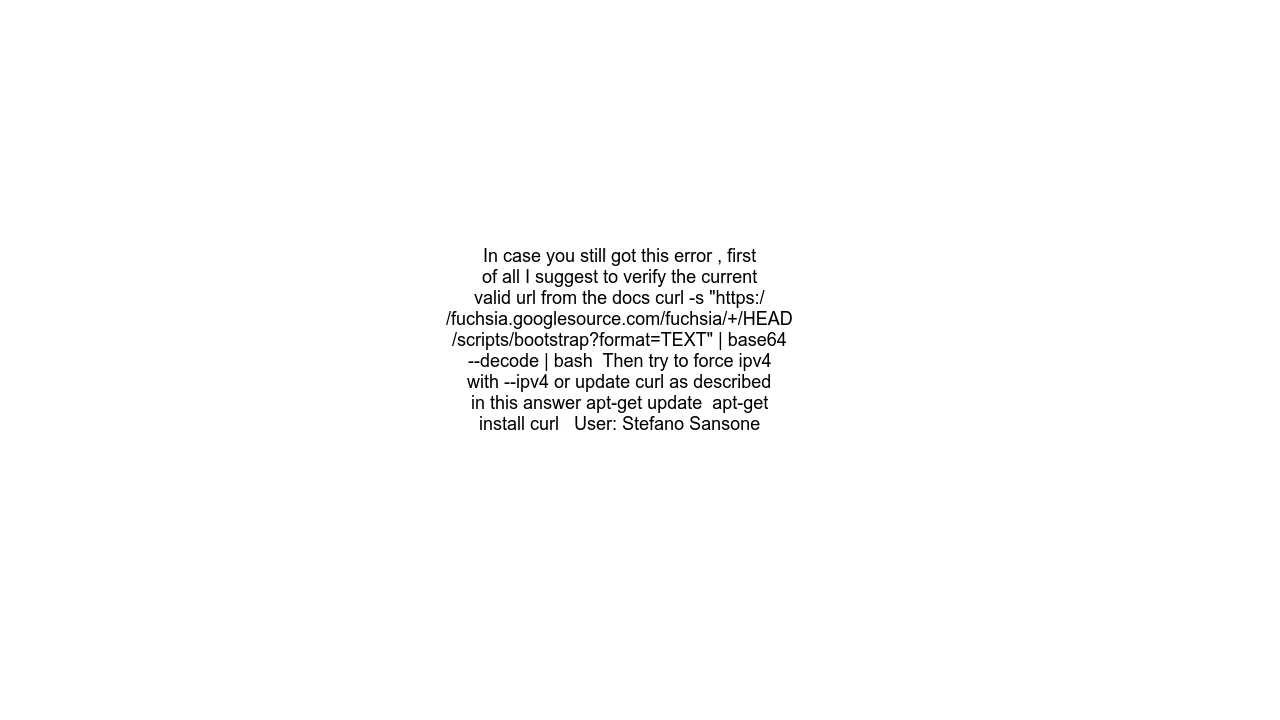 In case you still got this error , first
of all I suggest to verify the current
valid url from the docs curl -s "https:/
/fuchsia.googlesource.com/fuchsia/+/HEAD
/scripts/bootstrap?format=TEXT" | base64
--decode | bash  Then try to force ipv4
with --ipv4 or update curl as described
in this answer apt-get update  apt-get
install curl   User: Stefano Sansone